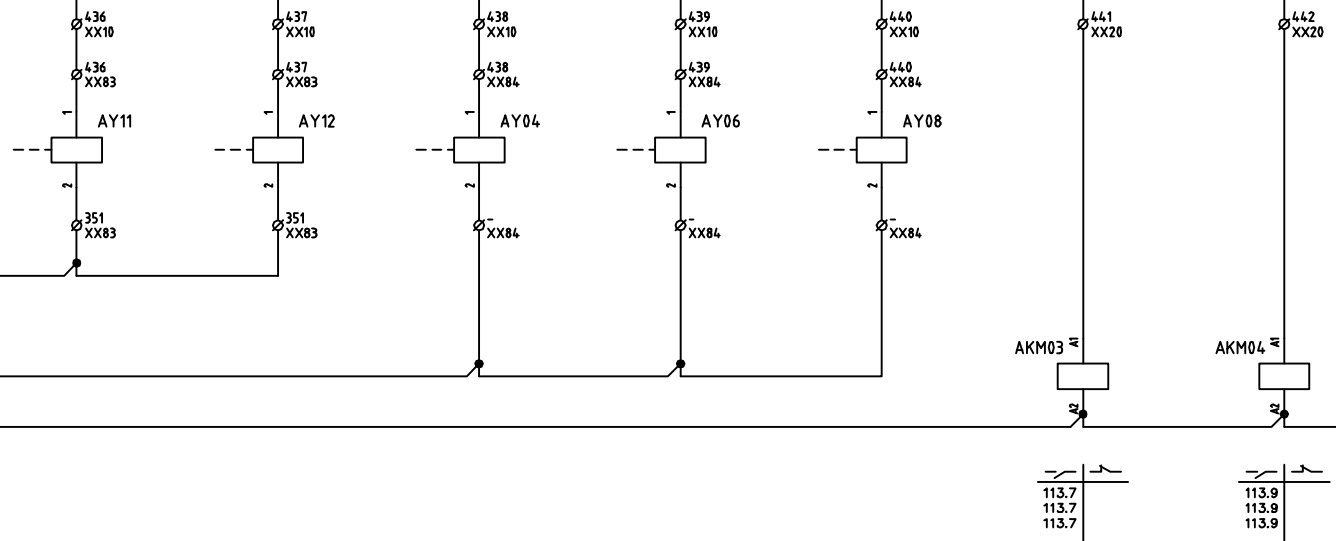 436
XX10
437
XX10
438
XX10
439
XX10
440
XX10
441
XX20
442
XX20
436
XX83
437
XX83
438
XX84
439
XX84
440
XX84
1
AY11
1
AY12
1
AY04
1
AY06
1
AY08
2
2
2
2
2
351
XX83
351
XX83
-
XX84
-
XX84
-
XX84
AKM03
A1
AKM04
A1
A2
A2
113.7
113.7
113.7
113.9
113.9
113.9